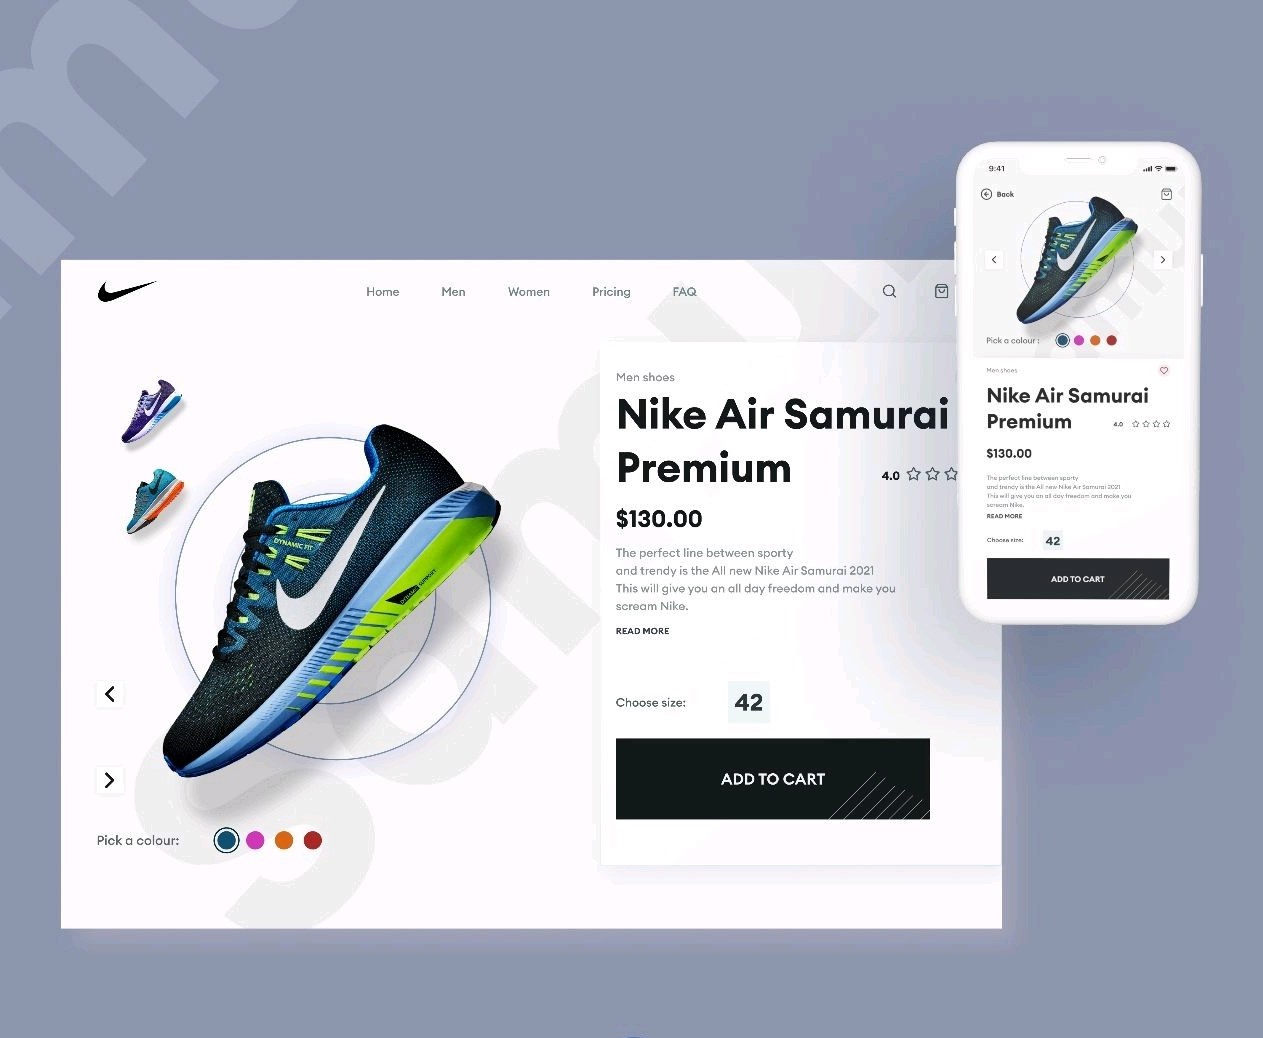 Home Men Women Pricing FAQ
Men shoes
Nike Air Samurai
Premium
4.0
$130.00
The perfect line between sporty
and trendy is the All new Nike Air Samurai 2021
This will give you an all day freedom and make you
scream Nike.
READ MORE
Choose size: 42
ADD TO CART
DYNAMIC FIT
DYNAMIC SUPPORT
Pick a colour:
9:41
Back
Pick a colour :
Men shoes
Nike Air Samurai
Premium
4.0
$130.00
The perfect line between sporty
and trendy is the All new Nike Air Samurai 2021
This will give you an all day freedom and make you
scream Nike.
READ MORE
Choose size: 42
ADD TO CART